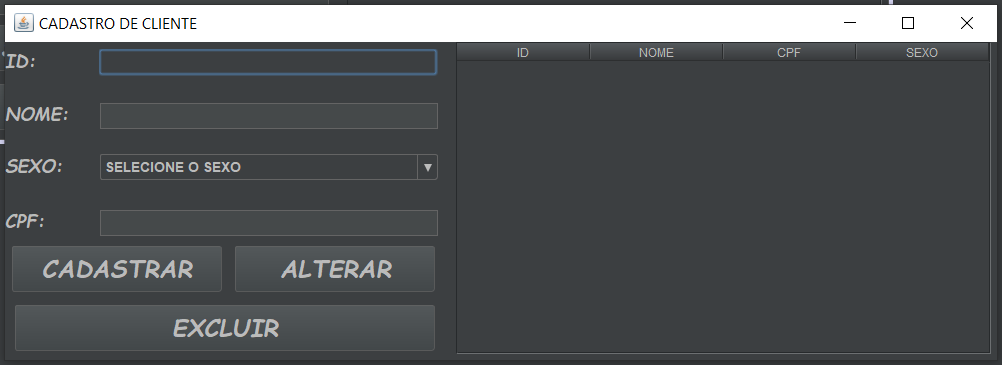 CADASTRO DE CLIENTE
ID:
NOME:
SEXO:
SELECIONE O SEXO
CPF:
CADASTRAR
ALTERAR
EXCLUIR
ID NOME CPF SEXO